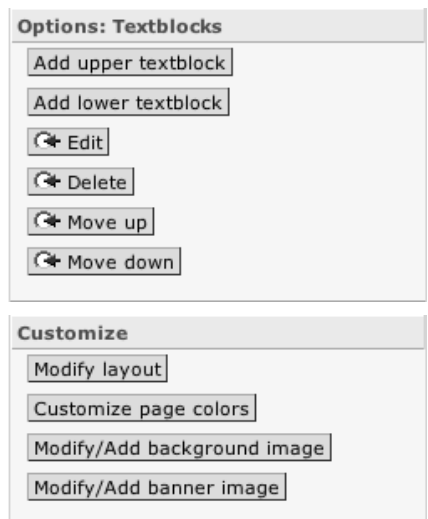 Options: Textblocks
Add upper textblock
Add lower textblock
Edit
Delete
Move up
Move down
Customize
Modify layout
Customize page colors
Modify/Add background image
Modify/Add banner image